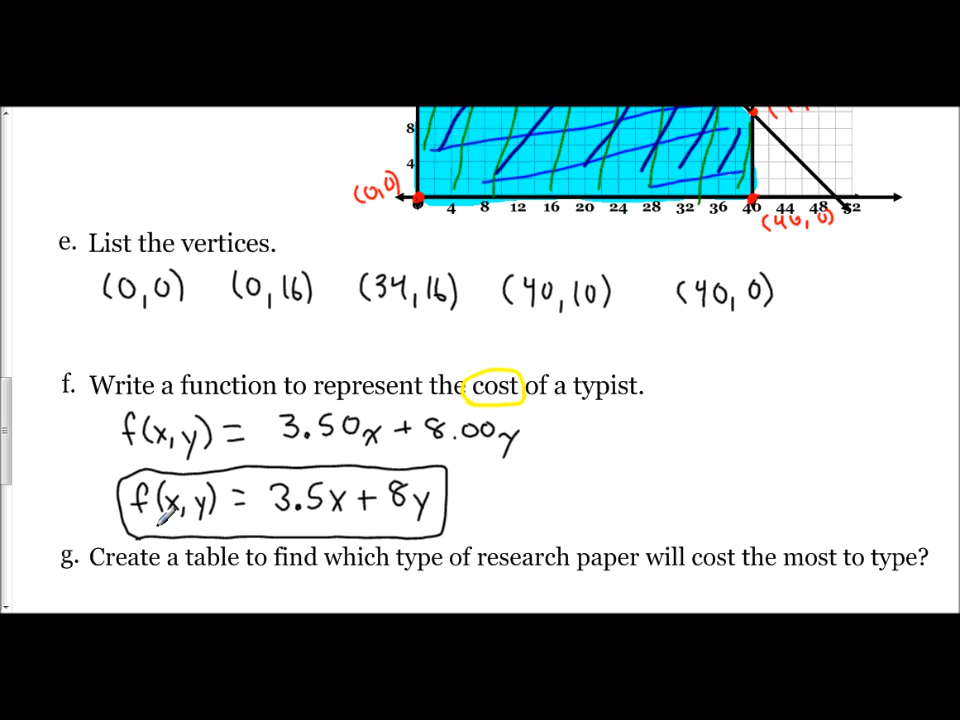 8
4
(0,0)
4 8 12 16 20 24 28 32 36 40 44 48 52
(40,0)
e. List the vertices.
(0,0) (0,16) (34,16) (40,10) (40,0)
f. Write a function to represent the cost of a typist.
f(x,y) = 3.50x + 8.00y
f(x,y) = 3.5x + 8y
g. Create a table to find which type of research paper will cost the most to type?